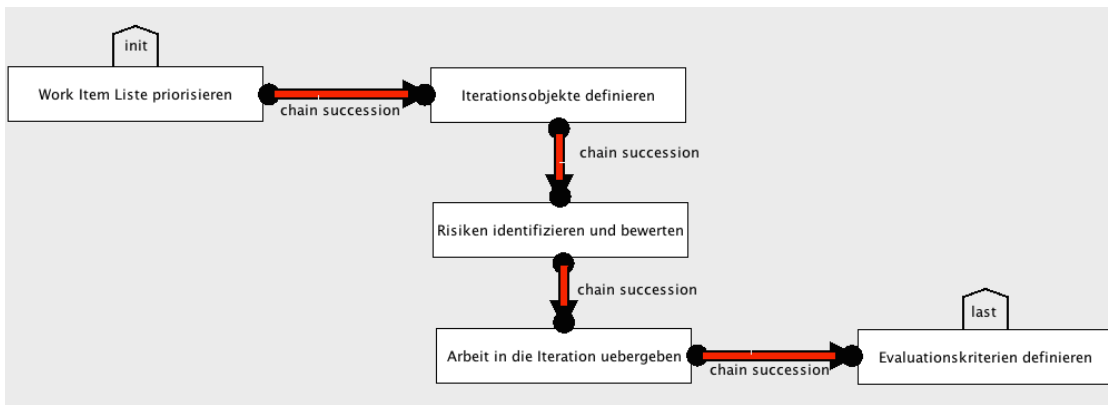 init
Work Item Liste priorisieren
chain succession
Iterationsobjekte definieren
chain succession
Risiken identifizieren und bewerten
chain succession
Arbeit in die Iteration uebergeben
chain succession
last
Evaluationskriterien definieren